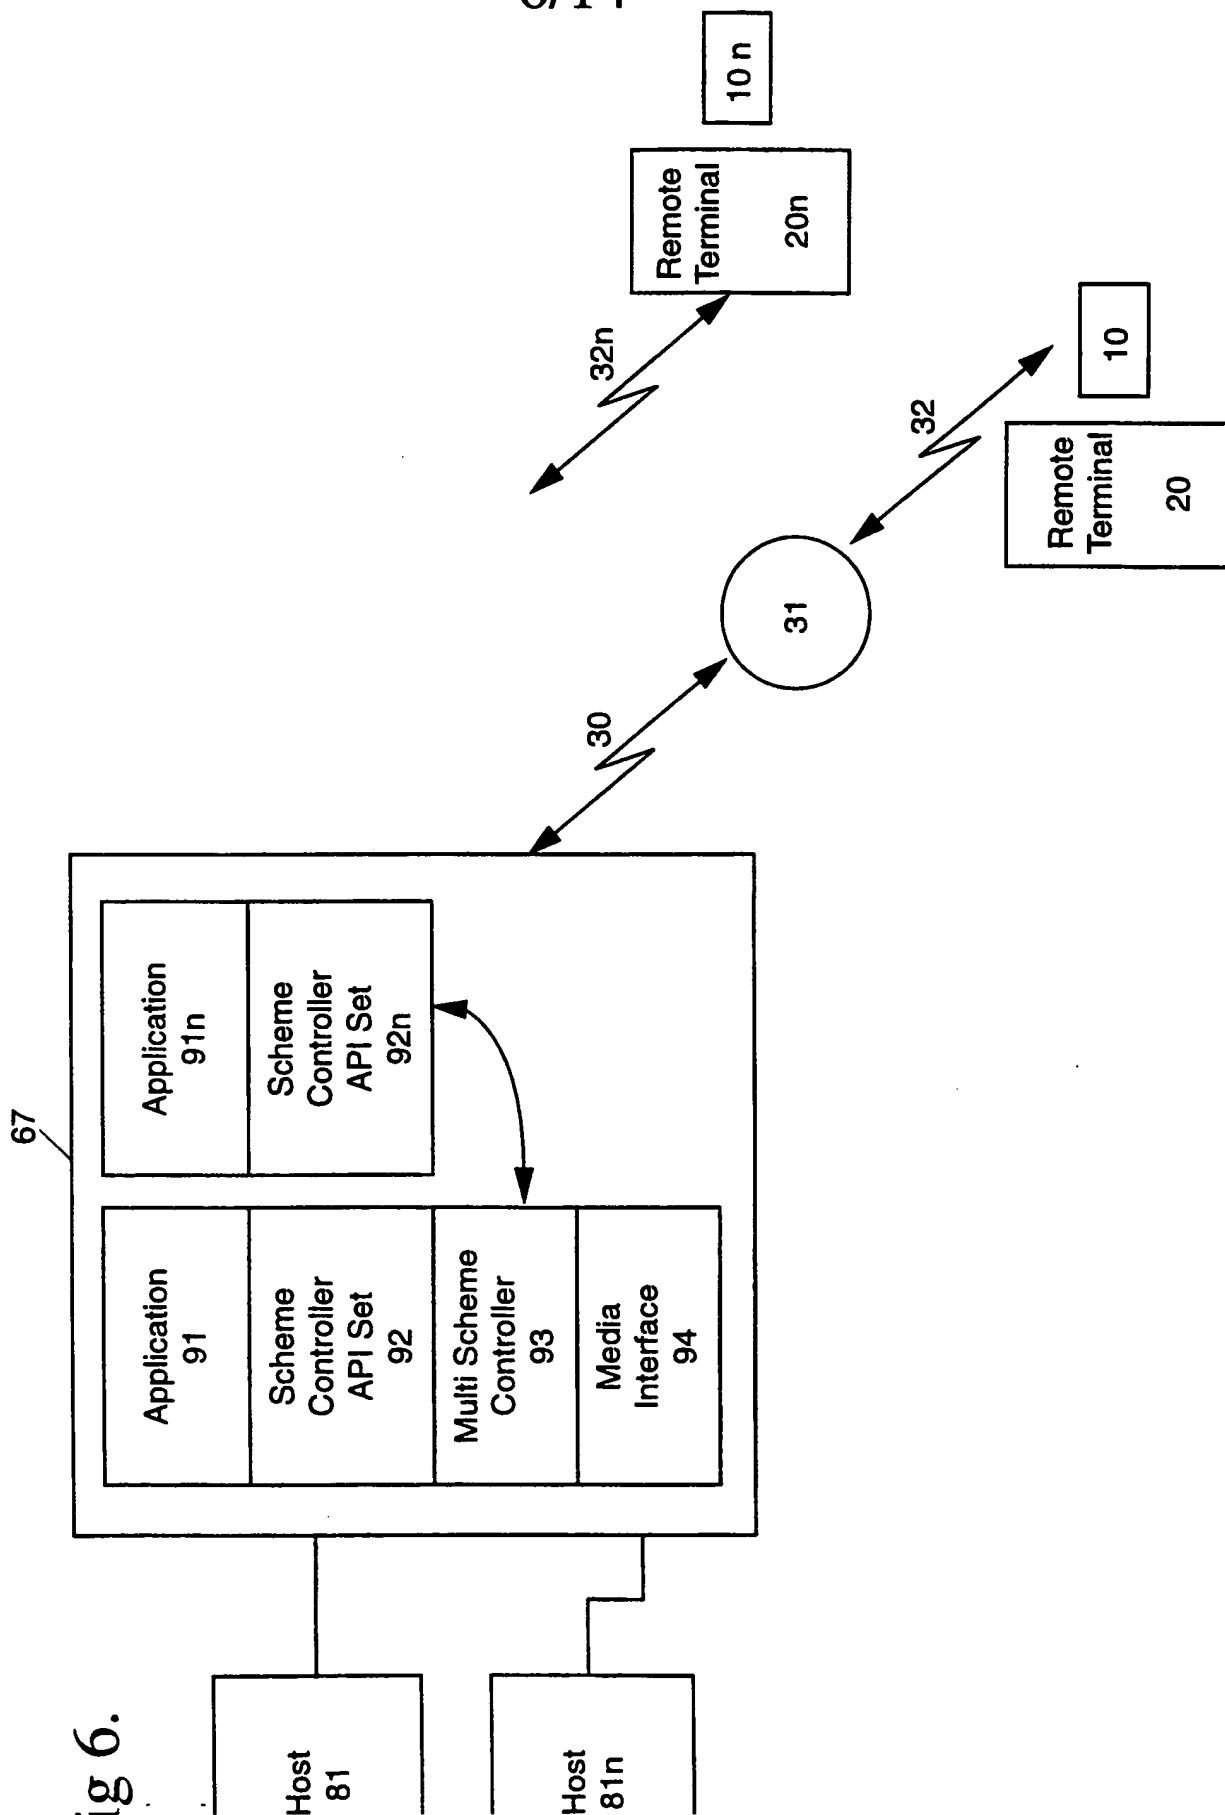 67
Application
91
Scheme
Controller
API Set
92
Multi Scheme
Controller
93
Media
Interface
94
Application
91n
Scheme
Controller
API Set
92n
Host
81
Host
81n
30
31
32
32n
Remote
Terminal
20n
10 n
Remote
Terminal
20
10
ig 6.